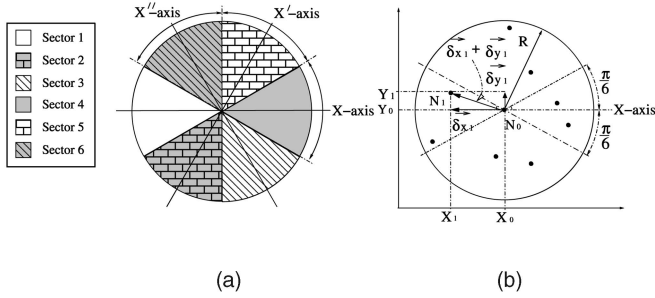 Sector 1
Sector 2
Sector 3
Sector 4
Sector 5
Sector 6
X′′-axis
X′-axis
X-axis
(a)
R
δx₁ + δy₁
δy₁
Y₁
N₁
Y₀
δx₁
N₀
π/6
X-axis
π/6
X₁
X₀
(b)